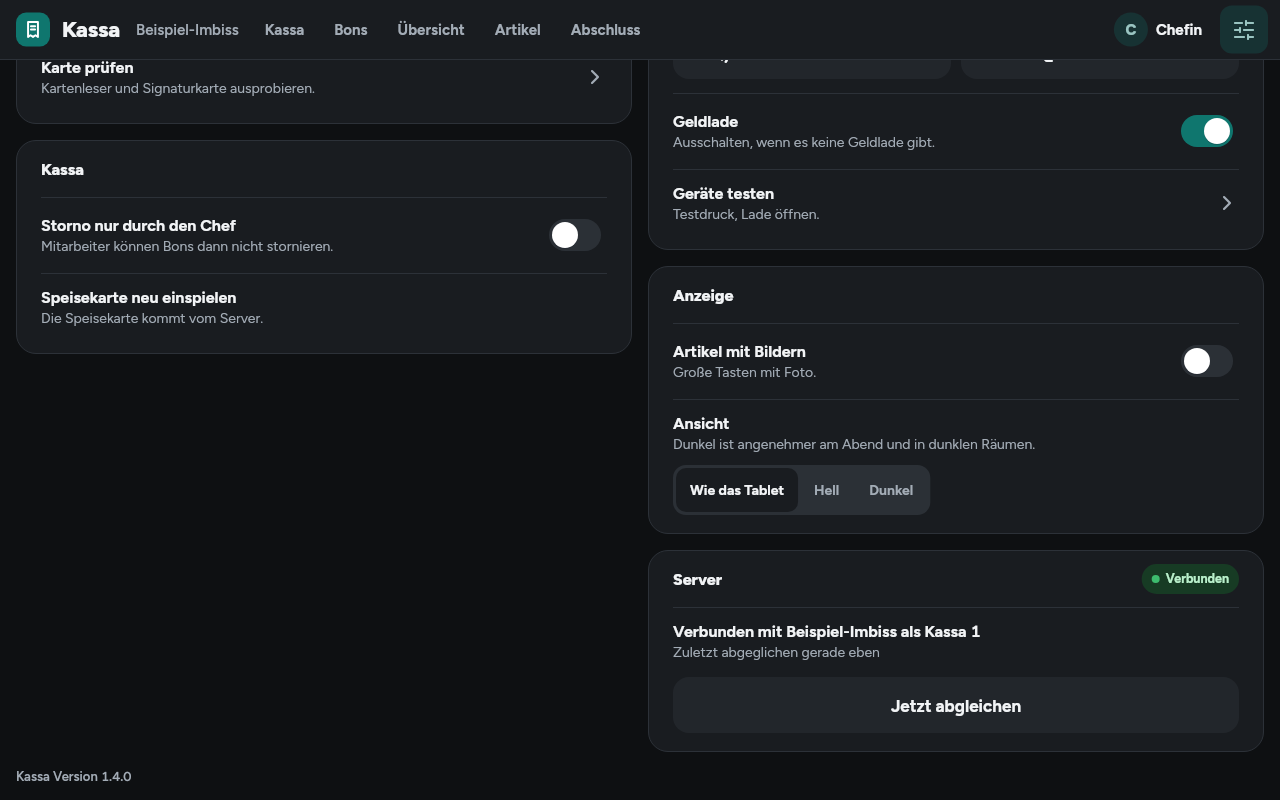 Kassa
Beispiel-Imbiss
Kassa
Bons
Übersicht
Artikel
Abschluss
C
Chefin
Karte prüfen
Kartenleser und Signaturkarte ausprobieren.
Kassa
Storno nur durch den Chef
Mitarbeiter können Bons dann nicht stornieren.
Speisekarte neu einspielen
Die Speisekarte kommt vom Server.
Geldlade
Ausschalten, wenn es keine Geldlade gibt.
Geräte testen
Testdruck, Lade öffnen.
Anzeige
Artikel mit Bildern
Große Tasten mit Foto.
Ansicht
Dunkel ist angenehmer am Abend und in dunklen Räumen.
Wie das Tablet
Hell
Dunkel
Server
Verbunden
Verbunden mit Beispiel-Imbiss als Kassa 1
Zuletzt abgeglichen gerade eben
Jetzt abgleichen
Kassa Version 1.4.0